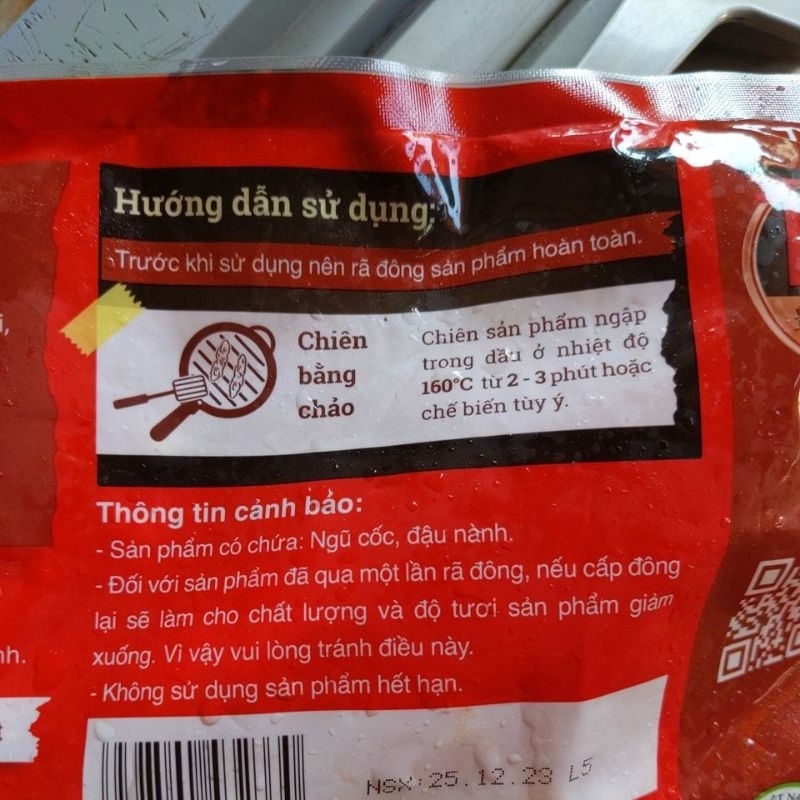 Hướng dẫn sử dụng:
Trước khi sử dụng nên rã đông sản phẩm hoàn toàn.
Chiên
bằng
chảo
Chiên sản phẩm ngập
trong dầu ở nhiệt độ
160°C từ 2 - 3 phút hoặc
chế biến tùy ý.
Thông tin cảnh báo:
- Sản phẩm có chứa: Ngũ cốc, đậu nành.
- Đối với sản phẩm đã qua một lần rã đông, nếu cấp đông
lại sẽ làm cho chất lượng và độ tươi sản phẩm giảm
xuống. Vì vậy vui lòng tránh điều này.
- Không sử dụng sản phẩm hết hạn.
NSX: 25.12.23 L5